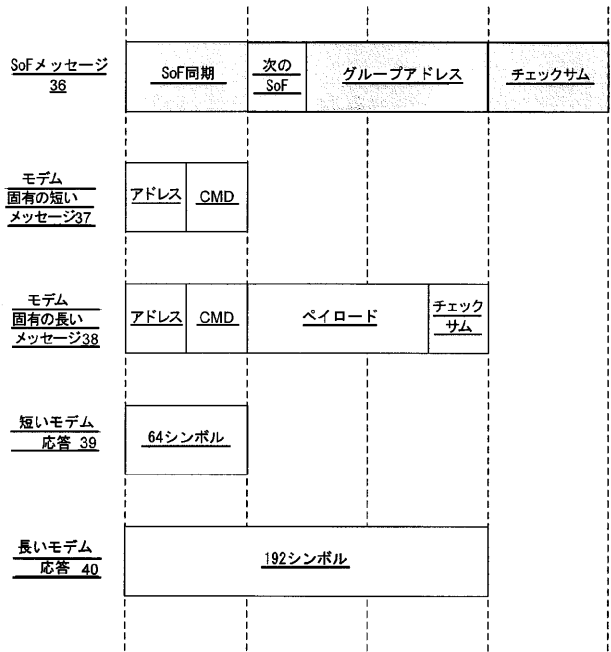 SoFメッセージ
36
SoF同期
次の
SoF
グループアドレス
チェックサム
モデム
固有の短い
メッセージ37
アドレス
CMD
モデム
固有の長い
メッセージ38
アドレス
CMD
ペイロード
チェック
サム
短いモデム
応答 39
64シンボル
長いモデム
応答 40
192シンボル